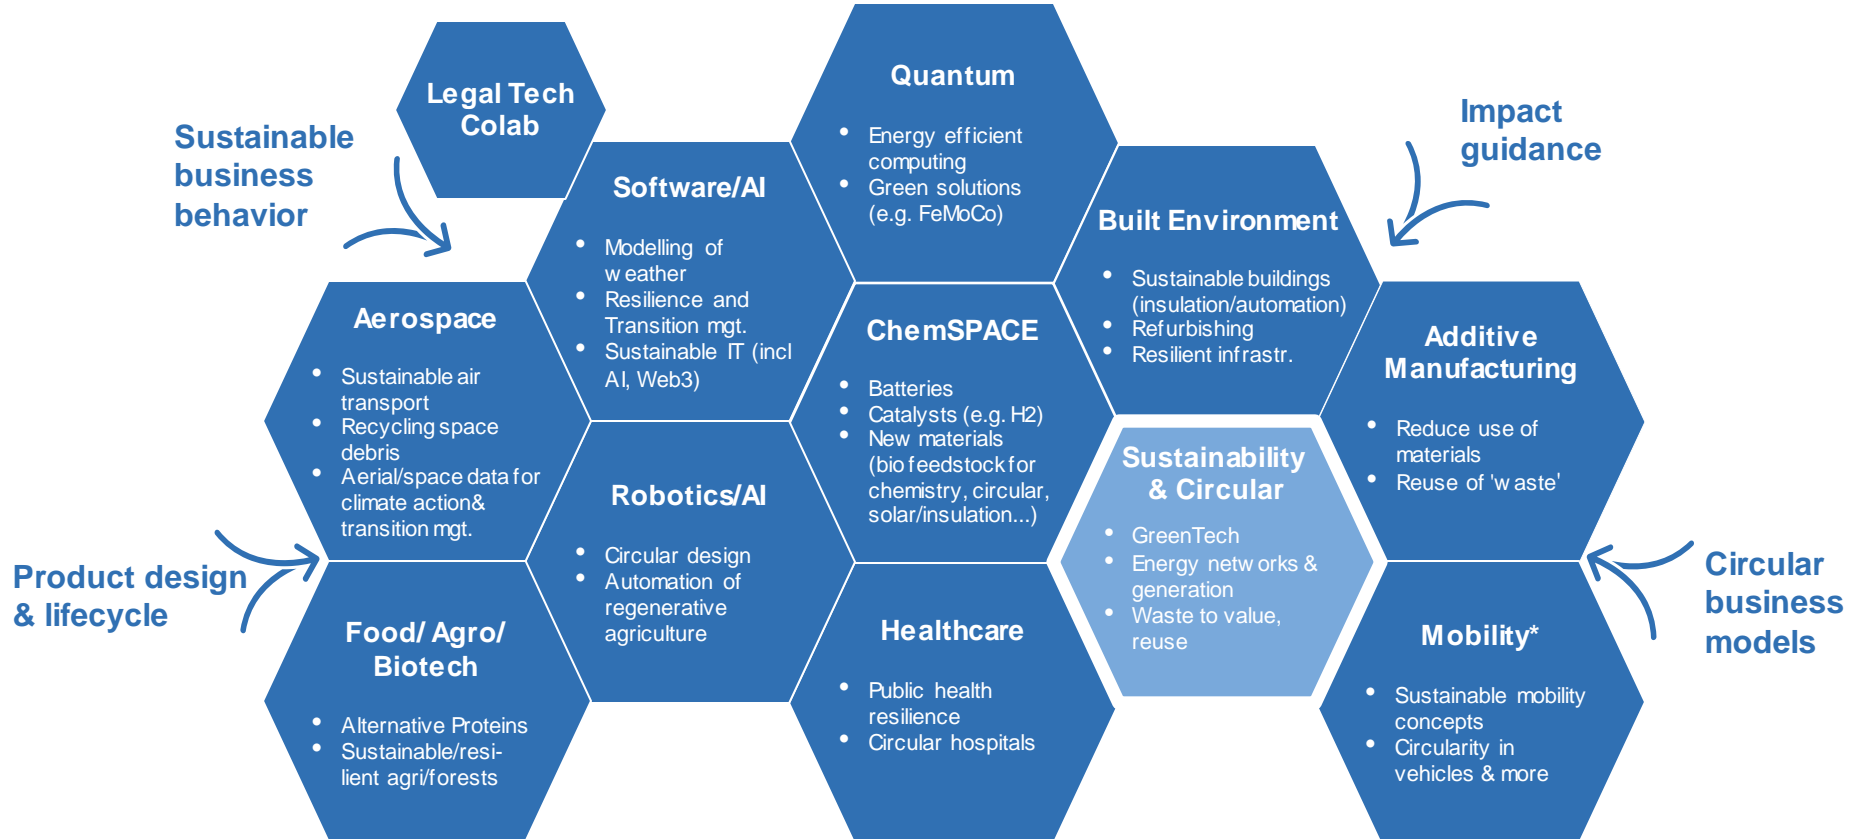 Legal Tech
Colab
Sustainable
business
behavior
Quantum
• Energy efficient
computing
• Green solutions
(e.g. FeMoCo)
Impact
guidance
Software/AI
• Modelling of
weather
• Resilience and
Transition mgt.
• Sustainable IT (incl
AI, Web3)
Built Environment
• Sustainable buildings
(insulation/automation)
• Refurbishing
• Resilient infrastr.
Aerospace
• Sustainable air
transport
• Recycling space
debris
• Aerial/space data for
climate action&
transition mgt.
ChemSPACE
• Batteries
• Catalysts (e.g. H2)
• New materials
(bio feedstock for
chemistry, circular,
solar/insulation...)
Additive
Manufacturing
• Reduce use of
materials
• Reuse of 'waste'
Robotics/AI
• Circular design
• Automation of
regenerative
agriculture
Sustainability
& Circular
• GreenTech
• Energy networks &
generation
• Waste to value,
reuse
Product design
& lifecycle
Circular
business
models
Food/ Agro/
Biotech
• Alternative Proteins
• Sustainable/resi-
lient agri/forests
Healthcare
• Public health
resilience
• Circular hospitals
Mobility*
• Sustainable mobility
concepts
• Circularity in
vehicles & more